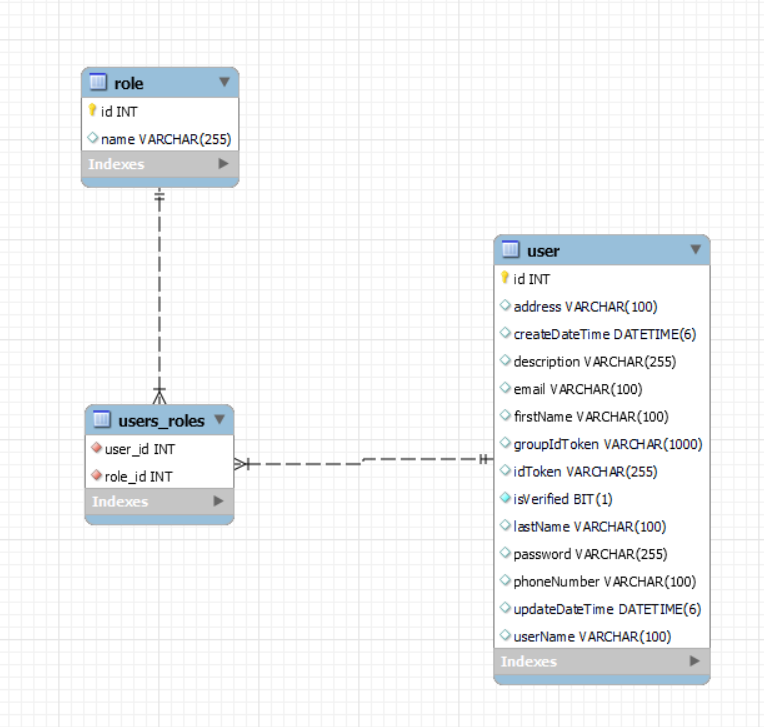 role
id INT
name VARCHAR(255)
Indexes
user
id INT
address VARCHAR(100)
createDateTime DATETIME(6)
description VARCHAR(255)
email VARCHAR(100)
firstName VARCHAR(100)
groupIdToken VARCHAR(1000)
idToken VARCHAR(255)
isVerified BIT(1)
lastName VARCHAR(100)
password VARCHAR(255)
phoneNumber VARCHAR(100)
updateDateTime DATETIME(6)
userName VARCHAR(100)
Indexes
users_roles
user_id INT
role_id INT
Indexes